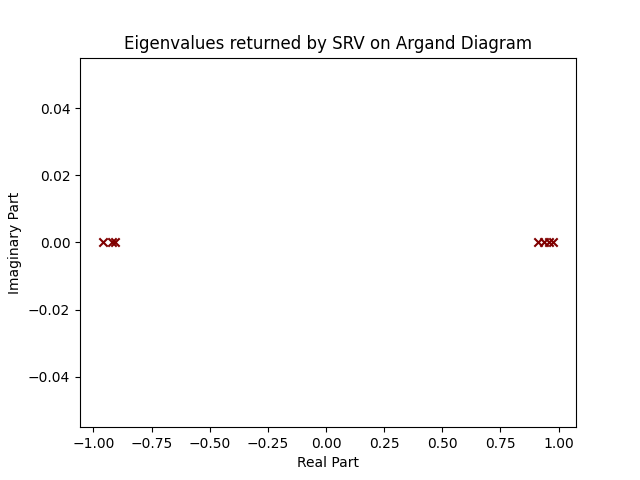 Eigenvalues returned by SRV on Argand Diagram
Imaginary Part
0.04
0.02
0.00
−0.02
−0.04
−1.00 −0.75 −0.50 −0.25 0.00 0.25 0.50 0.75 1.00
Real Part